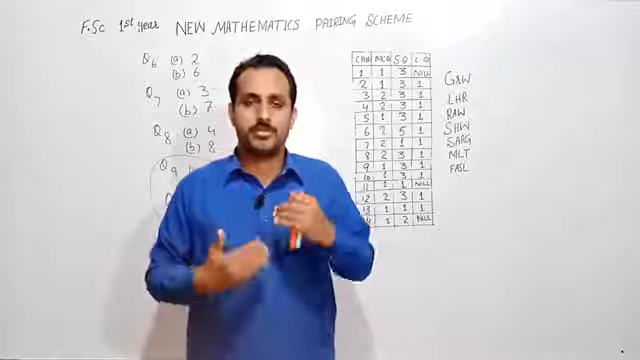 F.Sc 1st year NEW MATHEMATICS PAIRING SCHEME
Q6 (a) 2
(b) 6
Q7 (a) 3
(b) 7
Q8 (a) 4
(b) 8
Q9
CH# MCQ S Q L Q
1 1 3 NILL
2 1 3 1
3 2 3 1
4 2 3 1
5 1 3 1
6 2 5 1
7 2 1 1
8 2 3 1
9 1 3 1
10 1 3 1
11 1 1 NILL
12 2 3 1
13 1 1 1
14 1 2 NILL
GRW
LHR
RAW
SHW
SARG
MLT
FASL